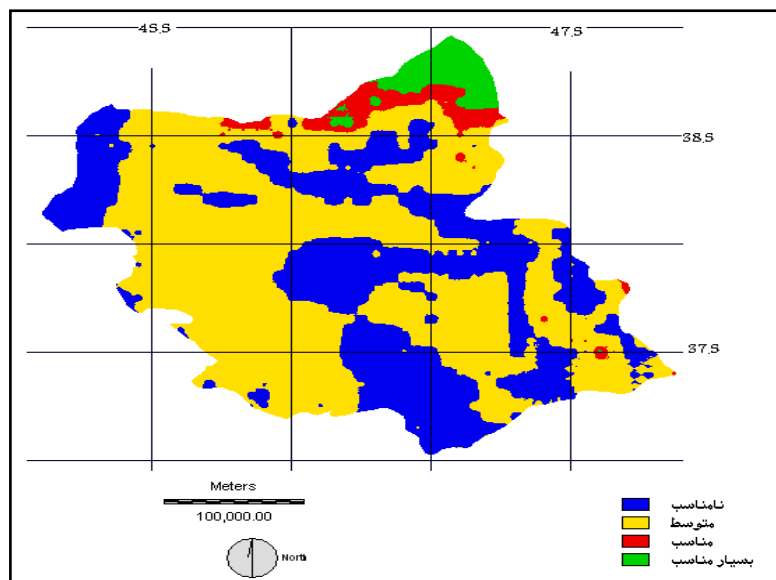 45.S
47.S
38.S
37.S
Meters
100,000.00
North
نامناسب
متوسط
مناسب
بسیار مناسب